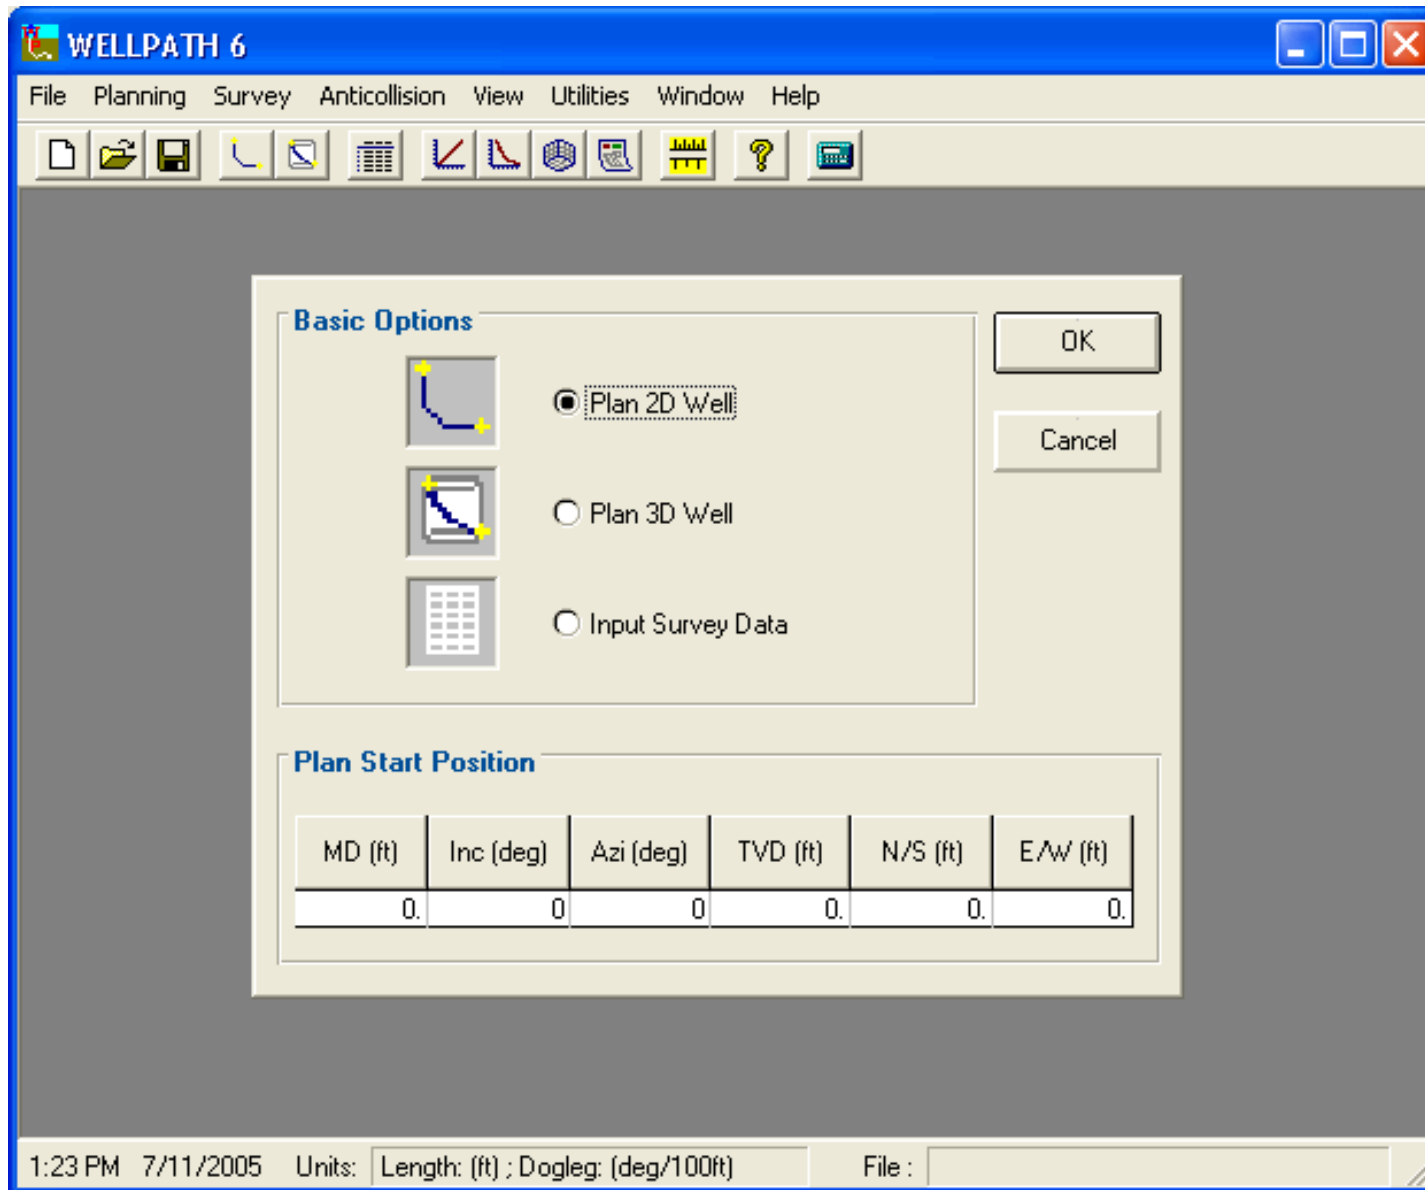 WELLPATH 6
File Planning Survey Anticollision View Utilities Window Help
Basic Options
OK
Plan 2D Well
Cancel
Plan 3D Well
Input Survey Data
Plan Start Position
MD (ft) Inc (deg) Azi (deg) TVD (ft) N/S (ft) E/W (ft)
0. 0 0 0. 0. 0.
1:23 PM 7/11/2005 Units: Length: (ft) ; Dogleg: (deg/100ft) File :